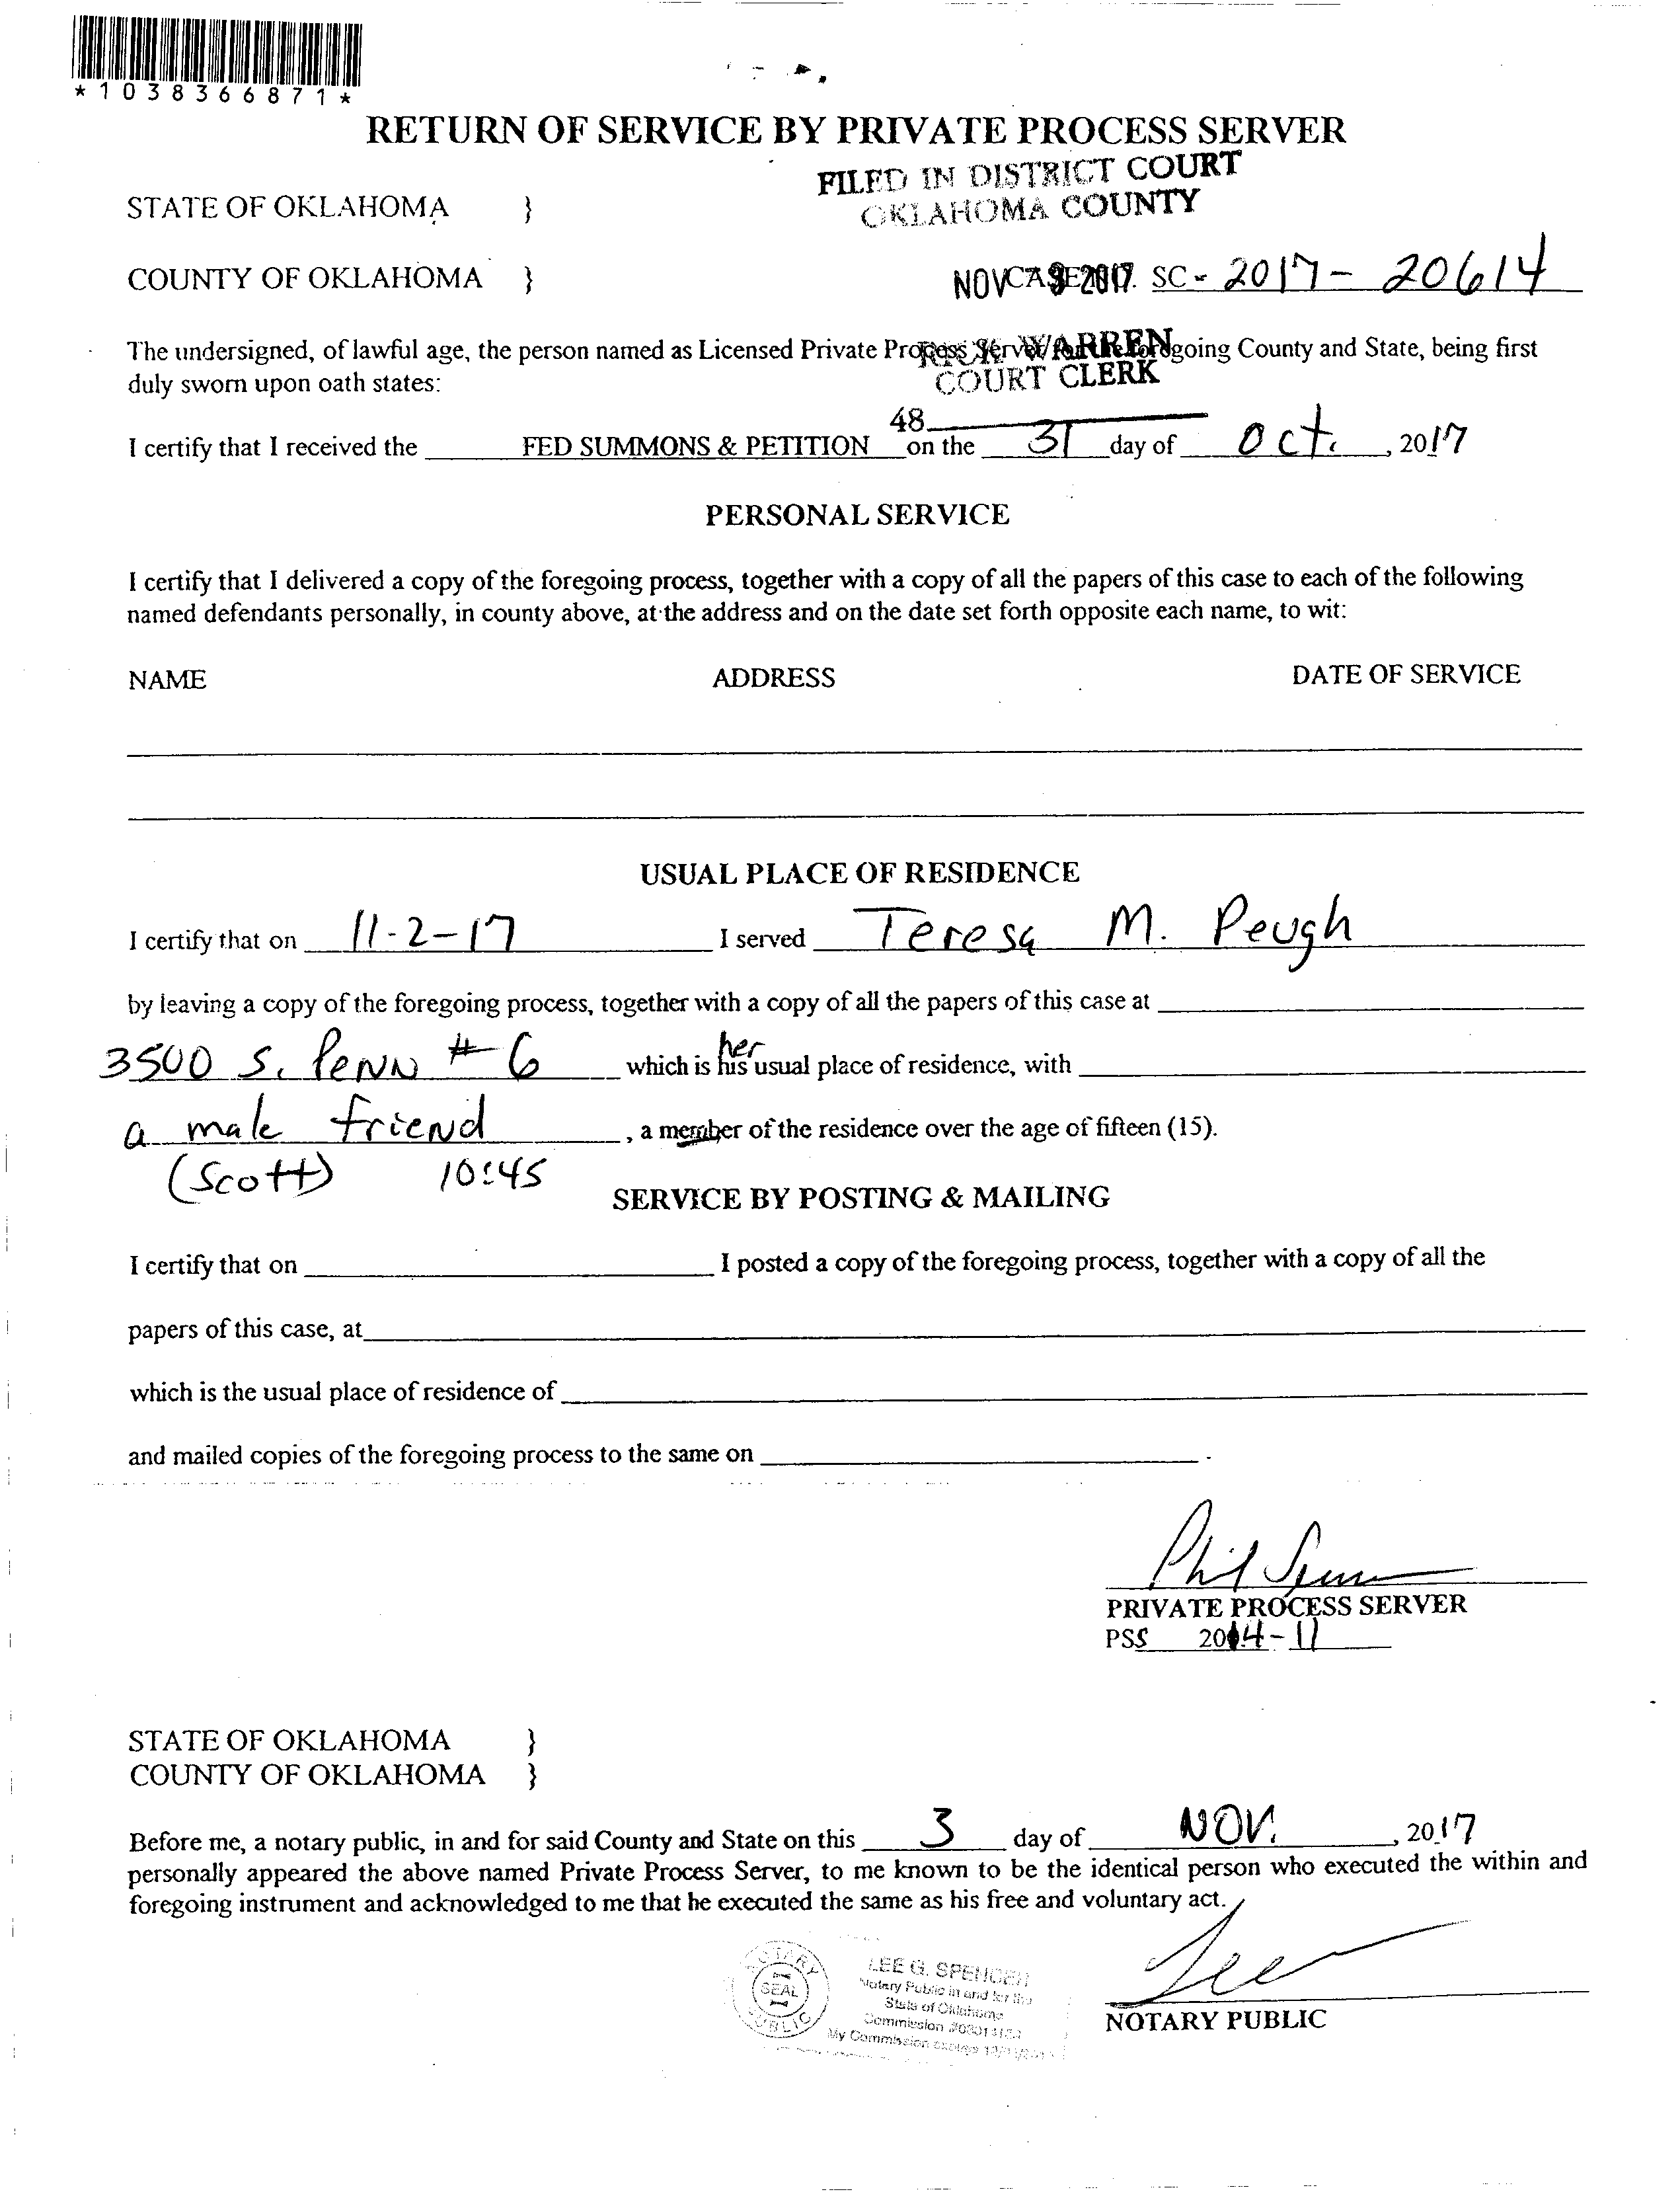 *1038366871*
RETURN OF SERVICE BY PRIVATE PROCESS SERVER
FILED IN DISTRICT COURT
OKLAHOMA COUNTY
STATE OF OKLAHOMA }
COUNTY OF OKLAHOMA }
NOV 2017 CASE NO. SC - 2017 - 20614
The undersigned, of lawful age, the person named as Licensed Private Process Server for the foregoing County and State, being first
WARREN
duly sworn upon oath states:
COURT CLERK
48
I certify that I received the FED SUMMONS & PETITION on the 31 day of Oct. , 2017
PERSONAL SERVICE
I certify that I delivered a copy of the foregoing process, together with a copy of all the papers of this case to each of the following
named defendants personally, in county above, at the address and on the date set forth opposite each name, to wit:
NAME ADDRESS DATE OF SERVICE
USUAL PLACE OF RESIDENCE
I certify that on 11-2-17 I served Teresa M. Peugh
by leaving a copy of the foregoing process, together with a copy of all the papers of this case at
3500 S. PENN #6 which is his her usual place of residence, with
a male friend , a member of the residence over the age of fifteen (15).
(Scott) 10:45
SERVICE BY POSTING & MAILING
I certify that on I posted a copy of the foregoing process, together with a copy of all the
papers of this case, at
which is the usual place of residence of
and mailed copies of the foregoing process to the same on .
Phil
PRIVATE PROCESS SERVER
PSS 2014-11
STATE OF OKLAHOMA }
COUNTY OF OKLAHOMA }
Before me, a notary public, in and for said County and State on this 3 day of NOV. , 2017
personally appeared the above named Private Process Server, to me known to be the identical person who executed the within and
foregoing instrument and acknowledged to me that he executed the same as his free and voluntary act.
Lee
NOTARY PUBLIC
NOTARY PUBLIC
SEAL
LEE G. SPENCER
Notary Public in and for the
State of Oklahoma
Commission
My Commission expires